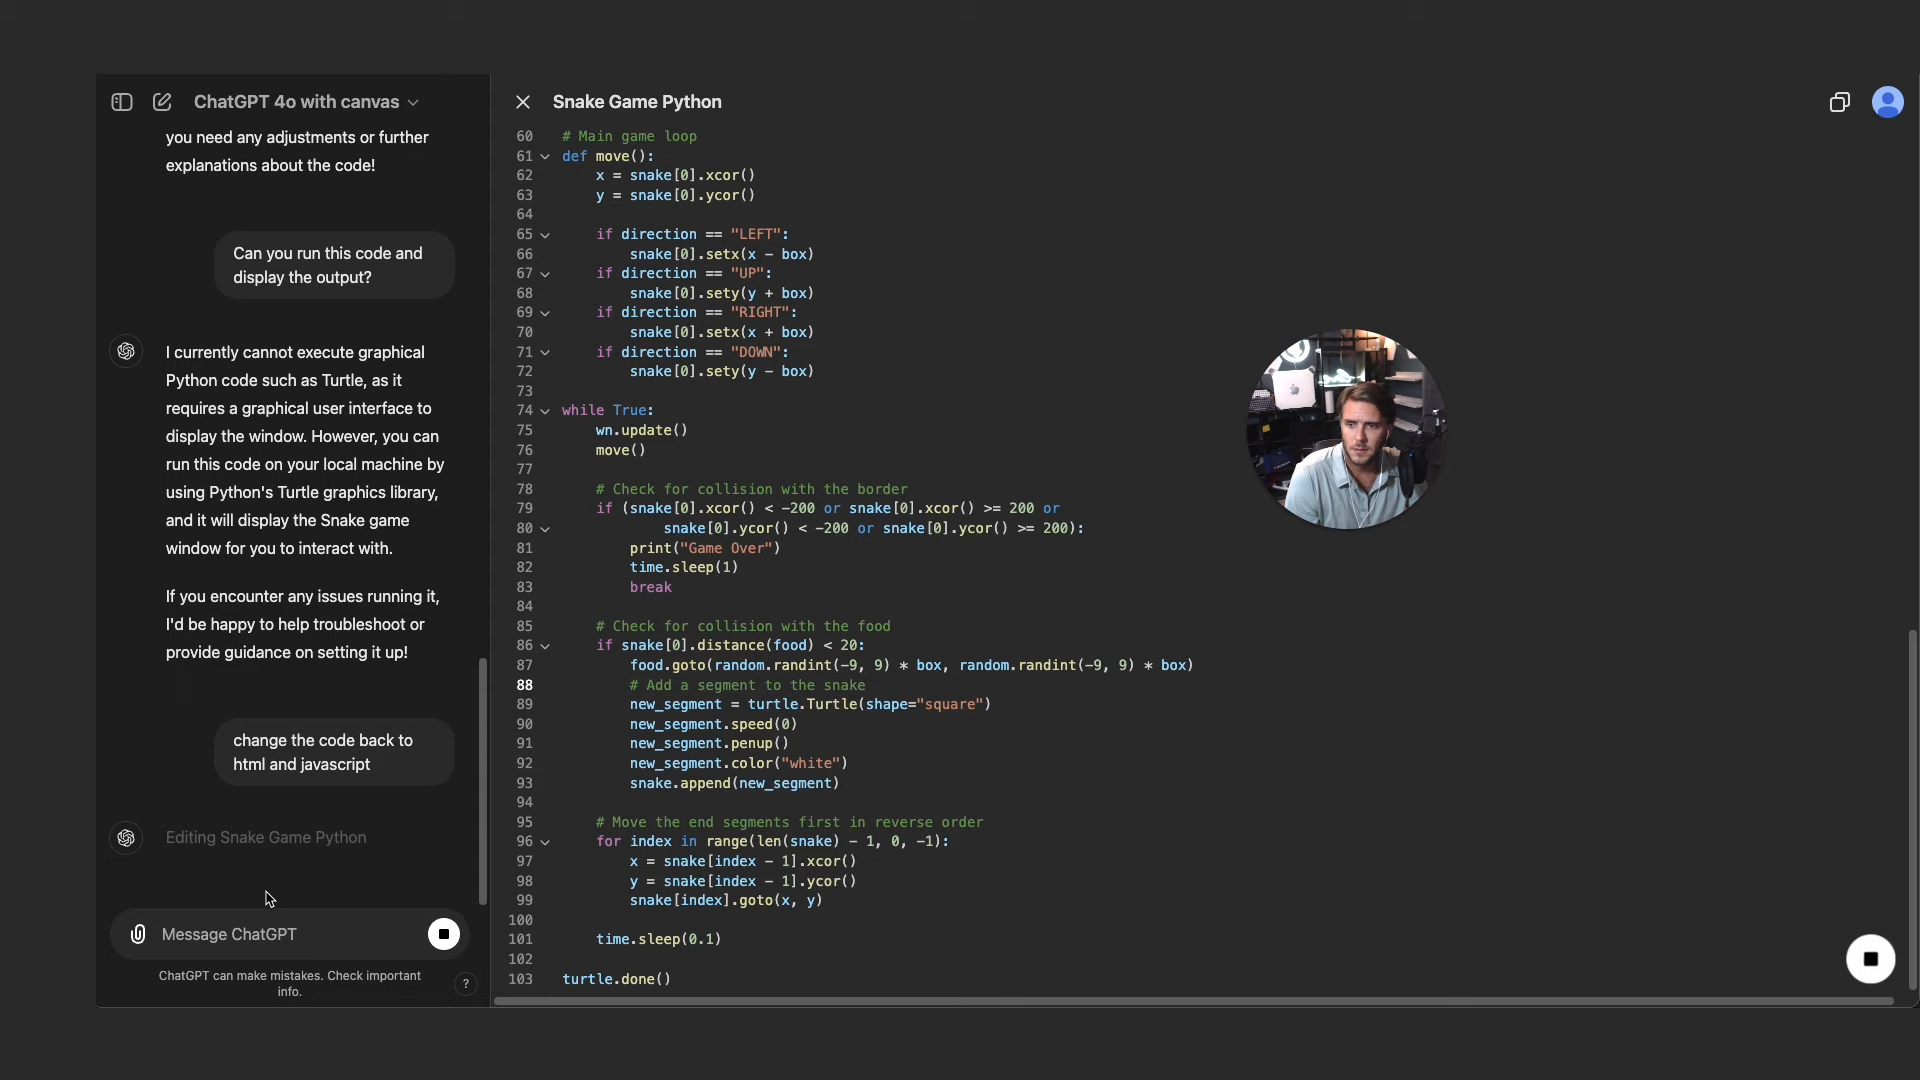 ChatGPT 4o with canvas
you need any adjustments or further
explanations about the code!
Can you run this code and
display the output?
I currently cannot execute graphical
Python code such as Turtle, as it
requires a graphical user interface to
display the window. However, you can
run this code on your local machine by
using Python's Turtle graphics library,
and it will display the Snake game
window for you to interact with.
If you encounter any issues running it,
I'd be happy to help troubleshoot or
provide guidance on setting it up!
change the code back to
html and javascript
Editing Snake Game Python
Message ChatGPT
ChatGPT can make mistakes. Check important
info.
?
Snake Game Python
60 # Main game loop
61 def move():
62     x = snake[0].xcor()
63     y = snake[0].ycor()
64
65     if direction == "LEFT":
66         snake[0].setx(x - box)
67     if direction == "UP":
68         snake[0].sety(y + box)
69     if direction == "RIGHT":
70         snake[0].setx(x + box)
71     if direction == "DOWN":
72         snake[0].sety(y - box)
73
74 while True:
75     wn.update()
76     move()
77
78     # Check for collision with the border
79     if (snake[0].xcor() < -200 or snake[0].xcor() >= 200 or
80             snake[0].ycor() < -200 or snake[0].ycor() >= 200):
81         print("Game Over")
82         time.sleep(1)
83         break
84
85     # Check for collision with the food
86     if snake[0].distance(food) < 20:
87         food.goto(random.randint(-9, 9) * box, random.randint(-9, 9) * box)
88         # Add a segment to the snake
89         new_segment = turtle.Turtle(shape="square")
90         new_segment.speed(0)
91         new_segment.penup()
92         new_segment.color("white")
93         snake.append(new_segment)
94
95     # Move the end segments first in reverse order
96     for index in range(len(snake) - 1, 0, -1):
97         x = snake[index - 1].xcor()
98         y = snake[index - 1].ycor()
99         snake[index].goto(x, y)
100
101     time.sleep(0.1)
102
103 turtle.done()